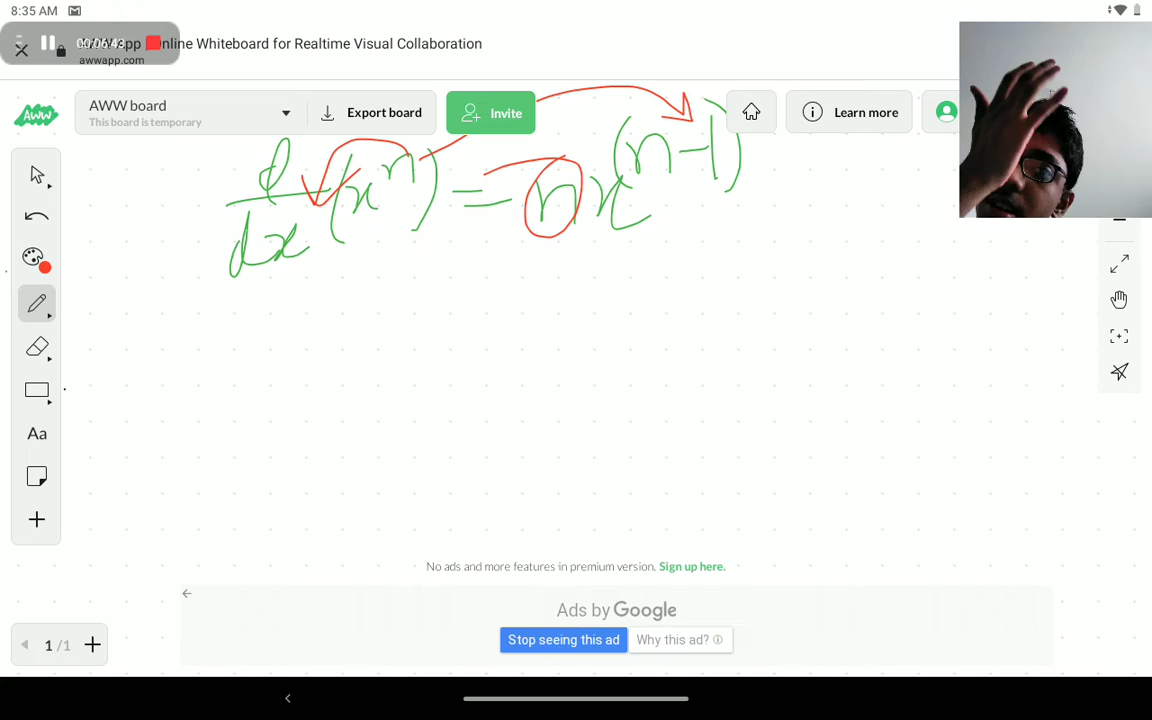 8:35 AM
AWW App | Online Whiteboard for Realtime Visual Collaboration
awwapp.com
AWW board
This board is temporary
Export board
Invite
Learn more
d/dx (x^n) = n x^(n-1)
Aa
No ads and more features in premium version. Sign up here.
Ads by Google
Stop seeing this ad
Why this ad?
1 /1